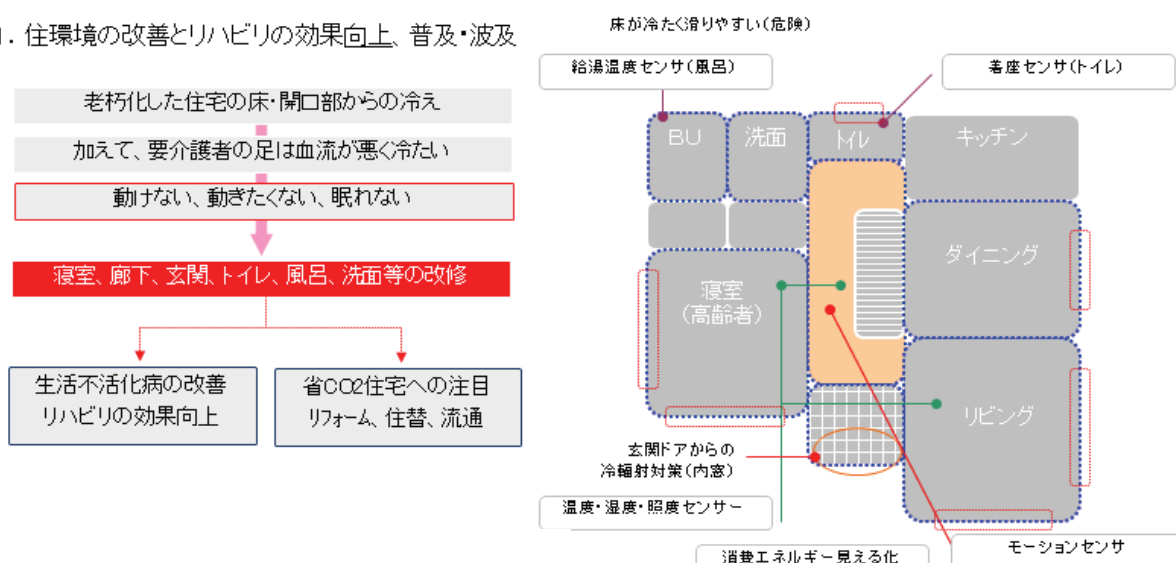 ．住環境の改善とリハビリの効果向上、普及・波及
老朽化した住宅の床・開口部からの冷え
加えて、要介護者の足は血流が悪く冷たい
動けない、動きたくない、眠れない
寝室、廊下、玄関、トイレ、風呂、洗面等の改修
生活不活化病の改善
リハビリの効果向上
省CO2住宅への注目
リフォーム、住替、流通
床が冷たく滑りやすい(危険)
給湯温度センサ(風呂)
着座センサ(トイレ)
BU
洗面
トイレ
キッチン
ダイニング
寝室
(高齢者)
リビング
玄関ドアからの
冷輻射対策(内窓)
温度・湿度・照度センサー
消費エネルギー見える化
モーションセンサ